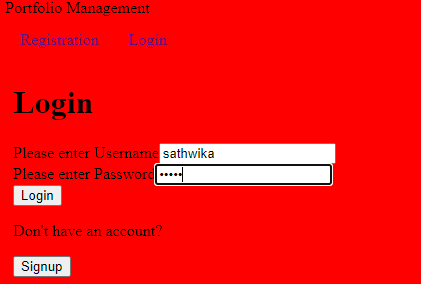 Portfolio Management
Registration Login
Login
Please enter Username sathwika
Please enter Password •••••
Login
Don't have an account?
Signup